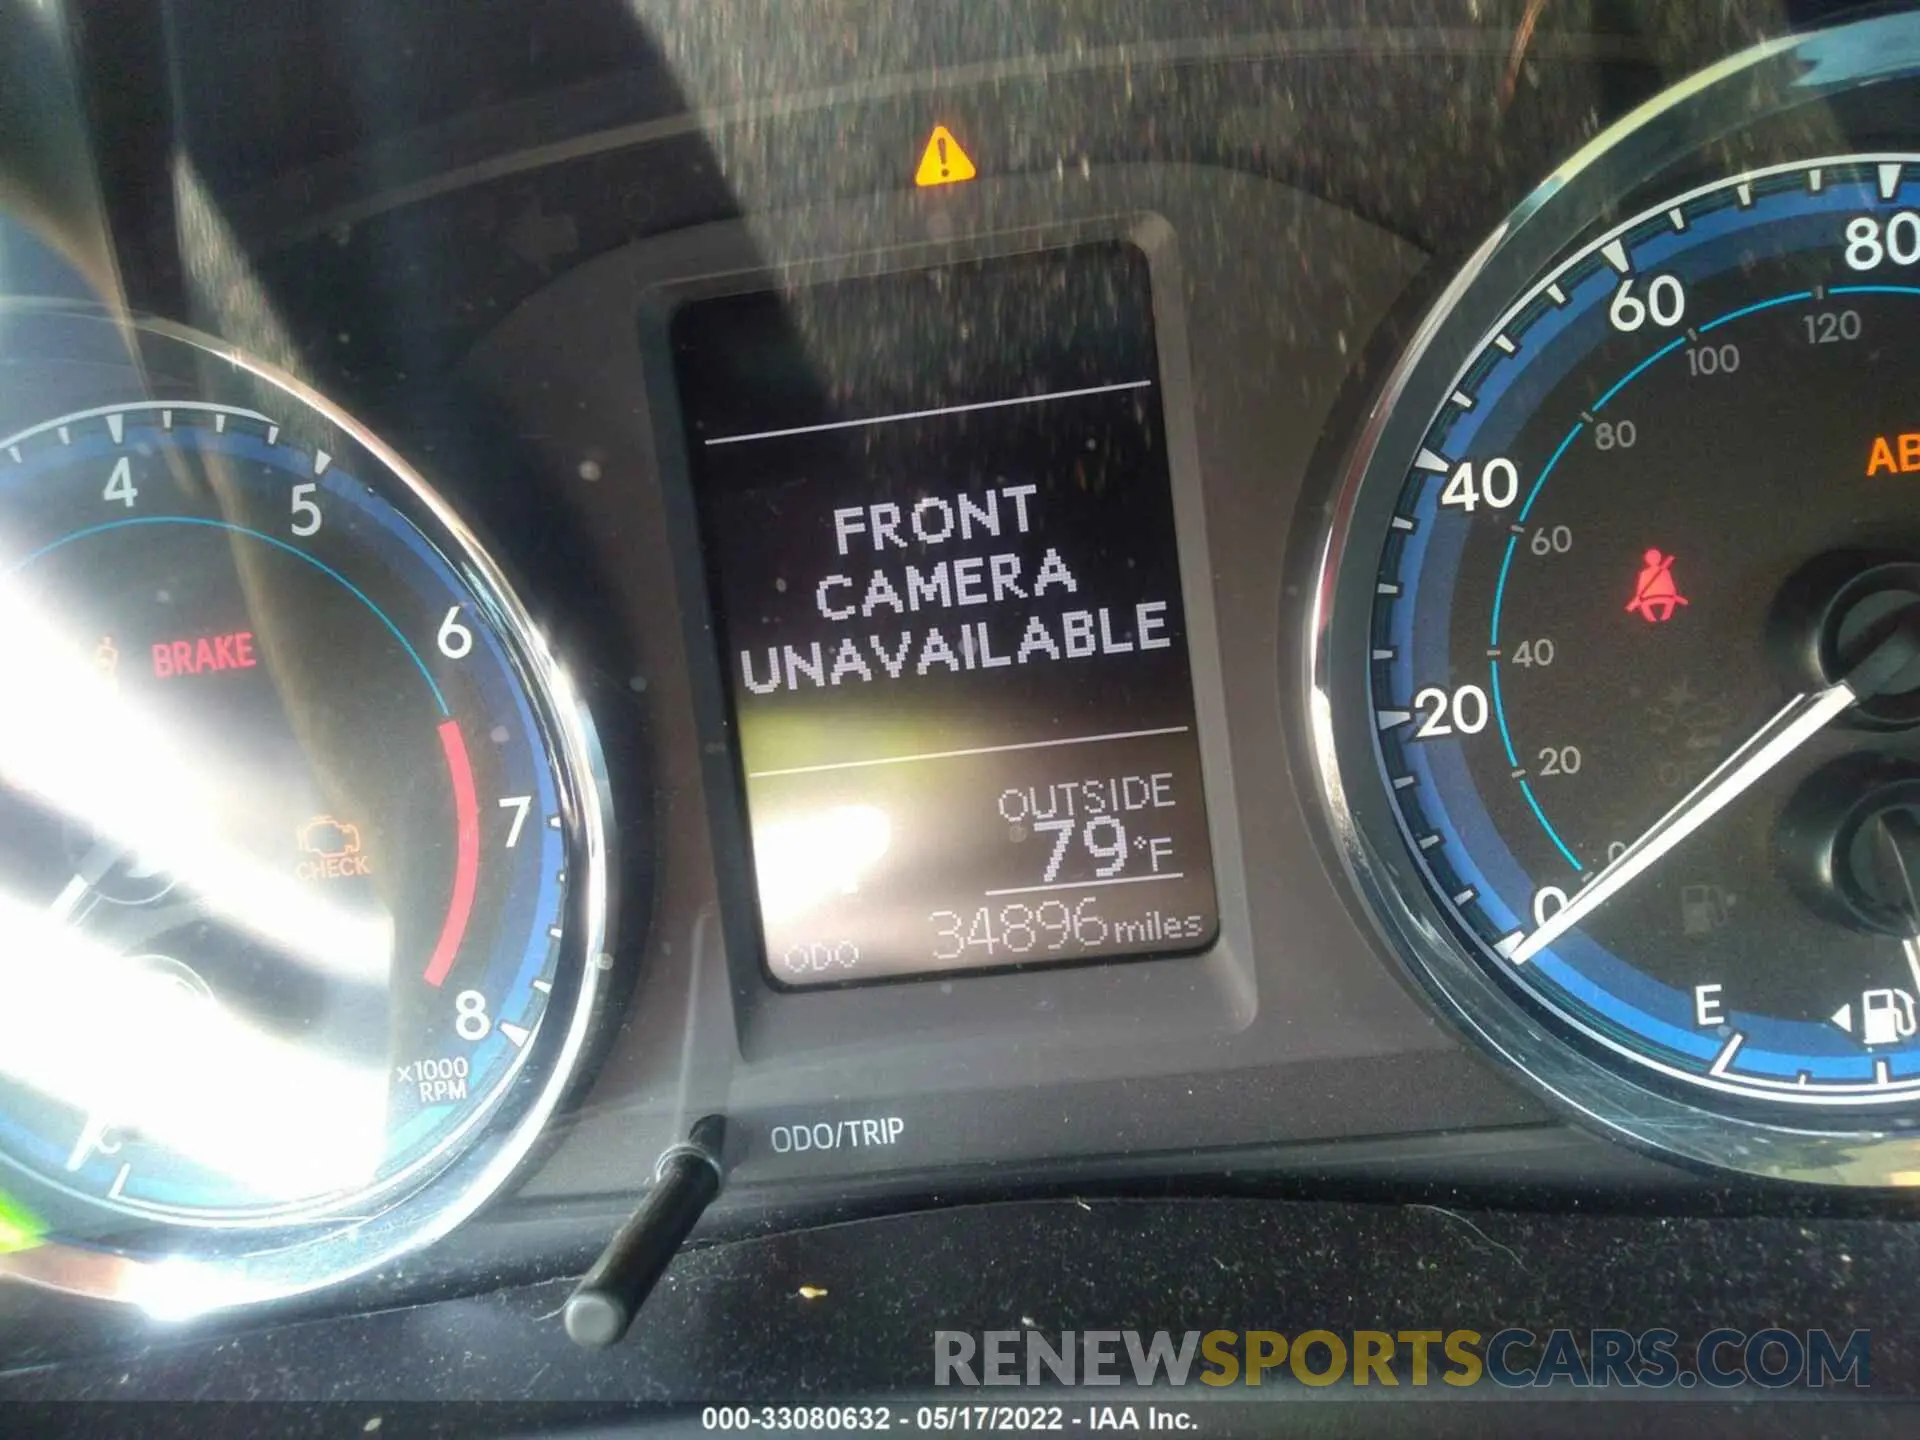 FRONT
CAMERA
UNAVAILABLE
OUTSIDE
79°F
ODO 34896 miles
ODO/TRIP
4
5
6
7
8
x1000
RPM
BRAKE
CHECK
0
20
40
60
80
0
20
40
60
80
100
120
E
RENEWSPORTSCARS.COM
000-33080632 - 05/17/2022 - IAA Inc.